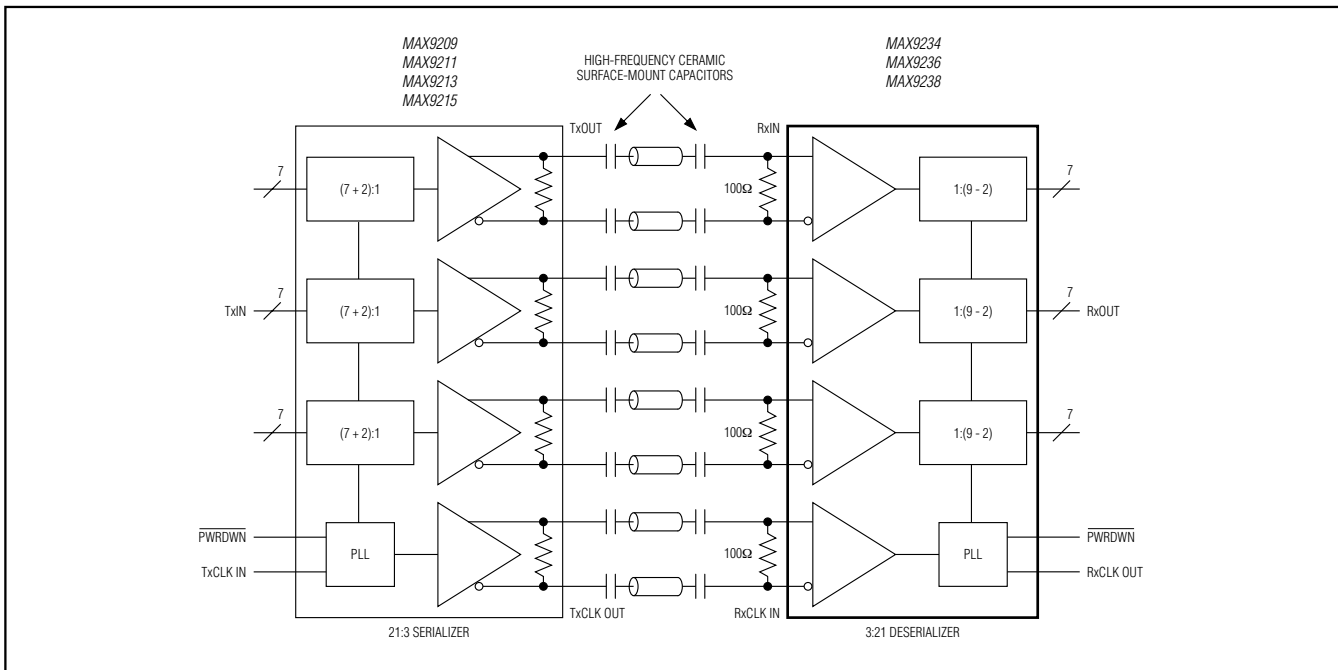 MAX9209
MAX9211
MAX9213
MAX9215
HIGH-FREQUENCY CERAMIC
SURFACE-MOUNT CAPACITORS
MAX9234
MAX9236
MAX9238
TxOUT
RxIN
7
(7 + 2):1
100Ω
1:(9 - 2)
7
TxIN
7
(7 + 2):1
100Ω
1:(9 - 2)
7
RxOUT
7
(7 + 2):1
100Ω
1:(9 - 2)
7
PWRDWN
TxCLK IN
PLL
100Ω
PLL
PWRDWN
RxCLK OUT
TxCLK OUT
RxCLK IN
21:3 SERIALIZER
3:21 DESERIALIZER